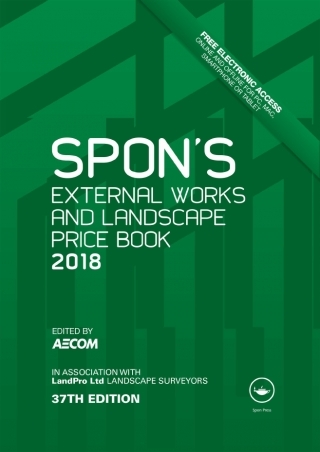 FREE ELECTRONIC ACCESS
ONLINE AND OFFLINE FOR PC, MAC,
SMARTPHONE OR TABLET
SPON'S
EXTERNAL WORKS
AND LANDSCAPE
PRICE BOOK
2018
EDITED BY
AECOM
IN ASSOCIATION WITH
LandPro Ltd LANDSCAPE SURVEYORS
37TH EDITION
Spon Press